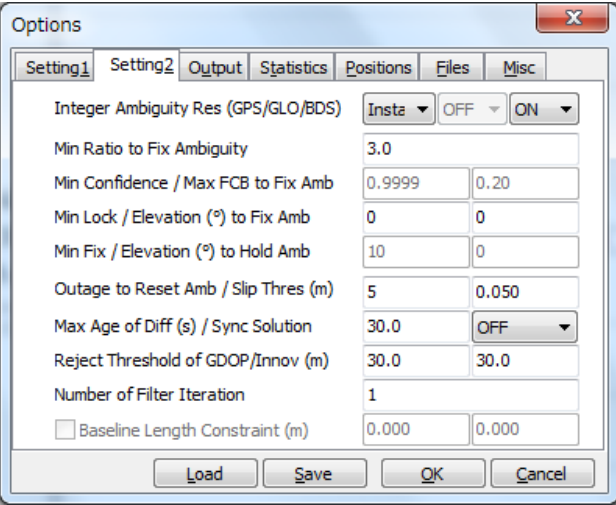 Options
Setting1 Setting2 Output Statistics Positions Files Misc
Integer Ambiguity Res (GPS/GLO/BDS) Insta OFF ON
Min Ratio to Fix Ambiguity 3.0
Min Confidence / Max FCB to Fix Amb 0.9999 0.20
Min Lock / Elevation (°) to Fix Amb 0 0
Min Fix / Elevation (°) to Hold Amb 10 0
Outage to Reset Amb / Slip Thres (m) 5 0.050
Max Age of Diff (s) / Sync Solution 30.0 OFF
Reject Threshold of GDOP/Innov (m) 30.0 30.0
Number of Filter Iteration 1
Baseline Length Constraint (m) 0.000 0.000
Load Save OK Cancel